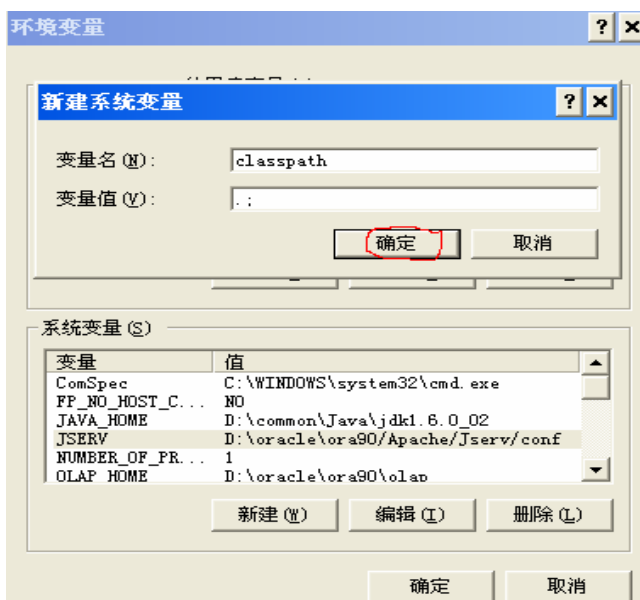 环境变量
新建系统变量
变量名(N): classpath
变量值(V): .;
确定 取消
系统变量(S)
变量 值
ComSpec C:\WINDOWS\system32\cmd.exe
FP_NO_HOST_C... NO
JAVA_HOME D:\common\Java\jdk1.6.0_02
JSERV D:\oracle\ora90/Apache/Jserv/conf
NUMBER_OF_PR... 1
OLAP_HOME D:\oracle\ora90\olap
新建(W) 编辑(I) 删除(L)
确定 取消